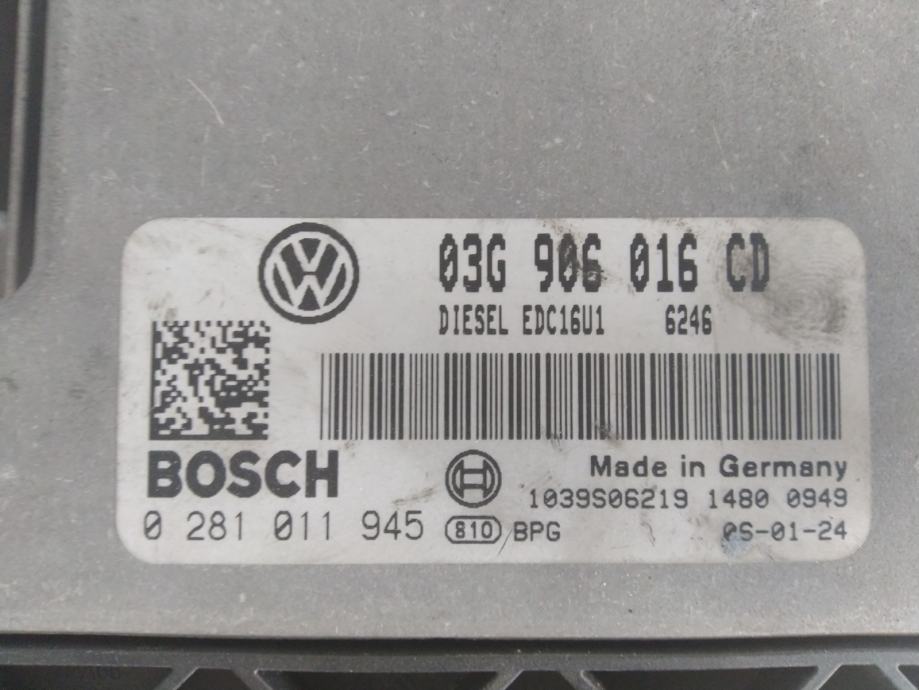 03G 906 016 CD
DIESEL EDC16U1 6246
BOSCH
Made in Germany
1039S06219 1480 0949
0 281 011 945 810 BPG 05-01-24